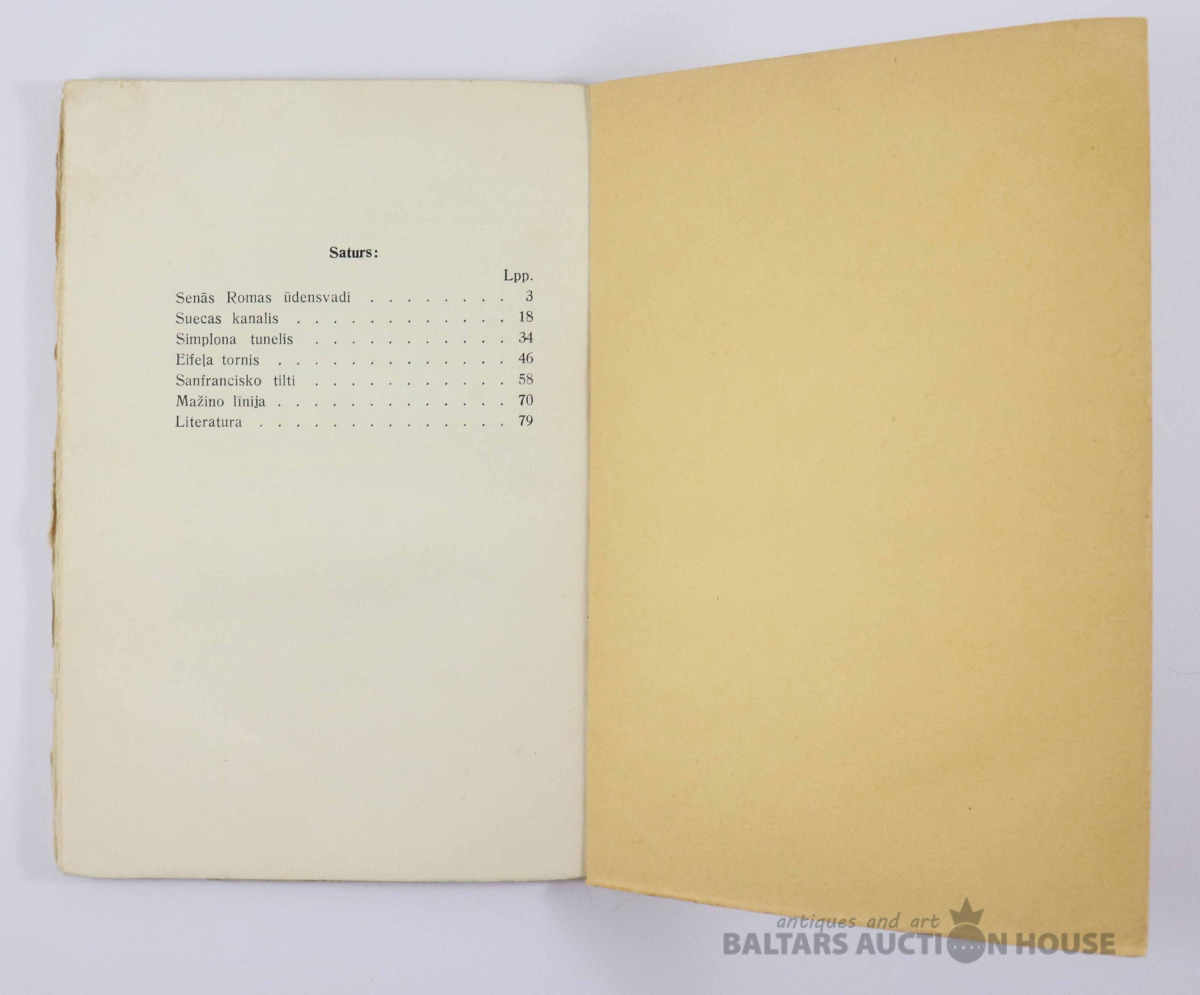 Saturs:
Lpp.
Senās Romas ūdensvadi . . . . . . . . 3
Suecas kanalis . . . . . . . . . . . . 18
Simplona tunelis . . . . . . . . . . . 34
Eifeļa tornis . . . . . . . . . . . . . 46
Sanfrancisko tilti . . . . . . . . . . . 58
Mažino līnija . . . . . . . . . . . . . 70
Literatura . . . . . . . . . . . . . . 79
antiques and art
BALTARS AUCTION HOUSE